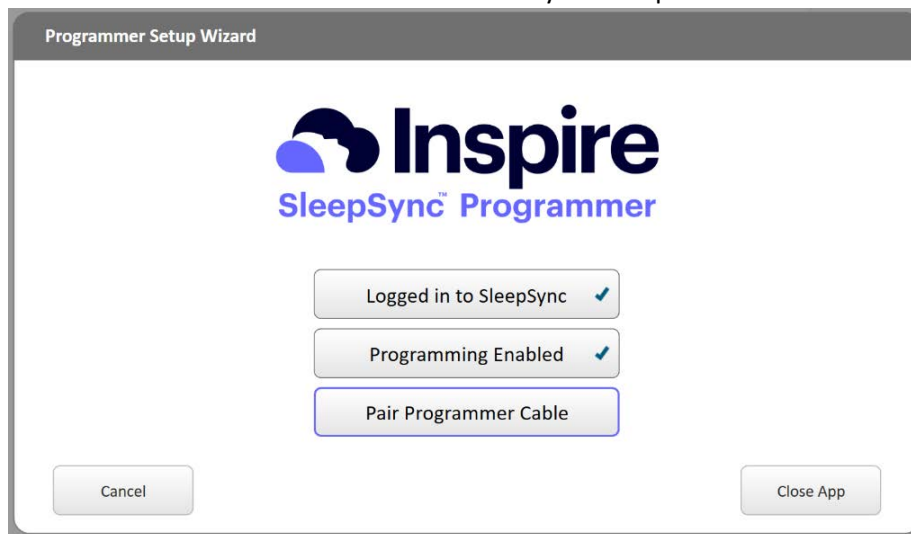 Programmer Setup Wizard
Inspire
SleepSync™ Programmer
Logged in to SleepSync
Programming Enabled
Pair Programmer Cable
Cancel
Close App